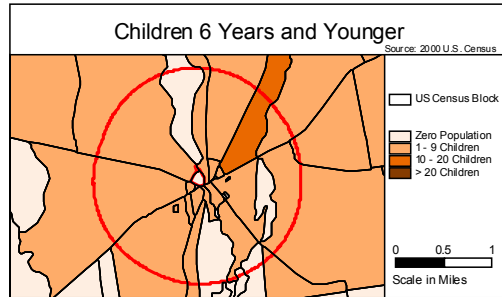 Children 6 Years and Younger
Source: 2000 U.S. Census
US Census Block
Zero Population
1 - 9 Children
10 - 20 Children
> 20 Children
0 0.5 1
Scale in Miles